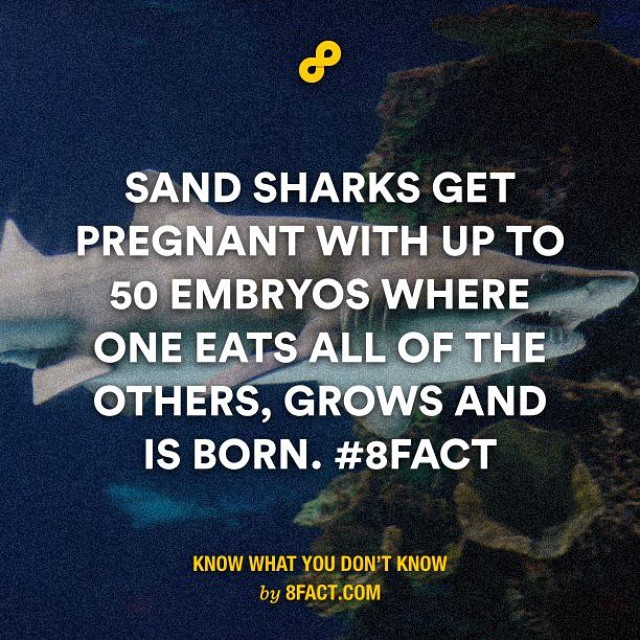 SAND SHARKS GET
PREGNANT WITH UP TO
50 EMBRYOS WHERE
ONE EATS ALL OF THE
OTHERS, GROWS AND
IS BORN. #8FACT
KNOW WHAT YOU DON'T KNOW
by 8FACT.COM